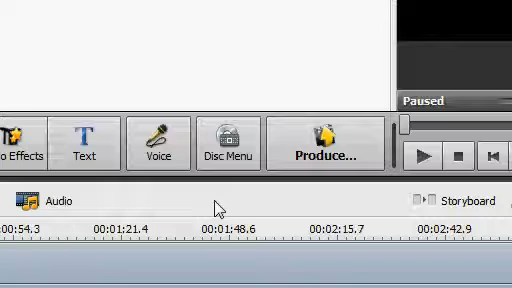 Paused
o Effects
Text
Voice
Disc Menu
Produce...
Audio
Storyboard
:00:54.3
00:01:21.4
00:01:48.6
00:02:15.7
00:02:42.9